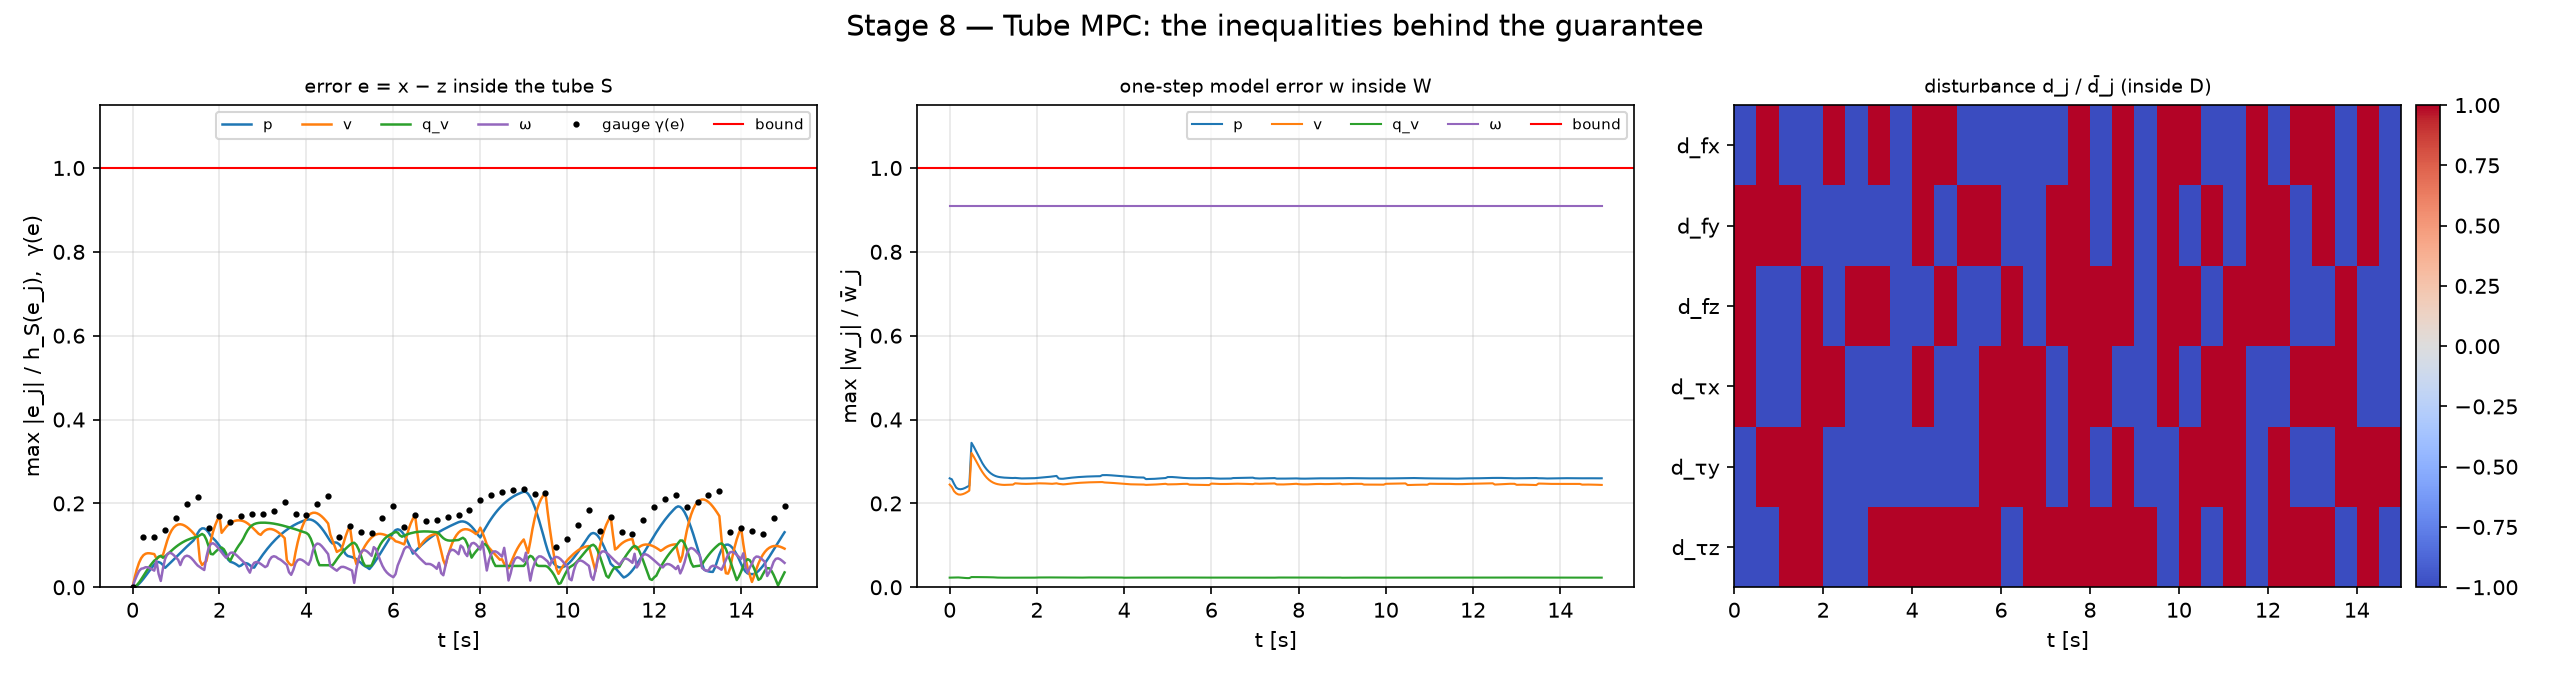 Stage 8 — Tube MPC: the inequalities behind the guarantee
error e = x − z inside the tube S
max |e_j| / h_S(e_j), γ(e)
p v q_v ω gauge γ(e) bound
1.0
0.8
0.6
0.4
0.2
0.0
0 2 4 6 8 10 12 14
t [s]
one-step model error w inside W
max |w_j| / w̄_j
p v q_v ω bound
1.0
0.8
0.6
0.4
0.2
0.0
0 2 4 6 8 10 12 14
t [s]
disturbance d_j / d̄_j (inside D)
d_fx
d_fy
d_fz
d_τx
d_τy
d_τz
0 2 4 6 8 10 12 14
t [s]
1.00
0.75
0.50
0.25
0.00
−0.25
−0.50
−0.75
−1.00